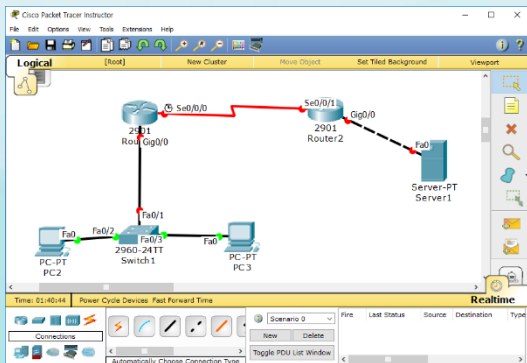 Cisco Packet Tracer Instructor
File Edit Options View Tools Extensions Help
Logical [Root] New Cluster Move Object Set Tiled Background Viewport
Se0/0/0
Se0/0/1
2901
Rou Gig0/0
2901
Router2
Gig0/0
Fa0
Server-PT
Server1
Fa0/1
Fa0 Fa0/2 Fa0/3 Fa0
2960-24TT
Switch1
PC-PT
PC2
PC-PT
PC3
Time: 01:40:44 Power Cycle Devices Fast Forward Time Realtime
Scenario 0
Fire Last Status Source Destination Type
New Delete
Connections
Toggle PDU List Window
Automatically Choose Connection Type